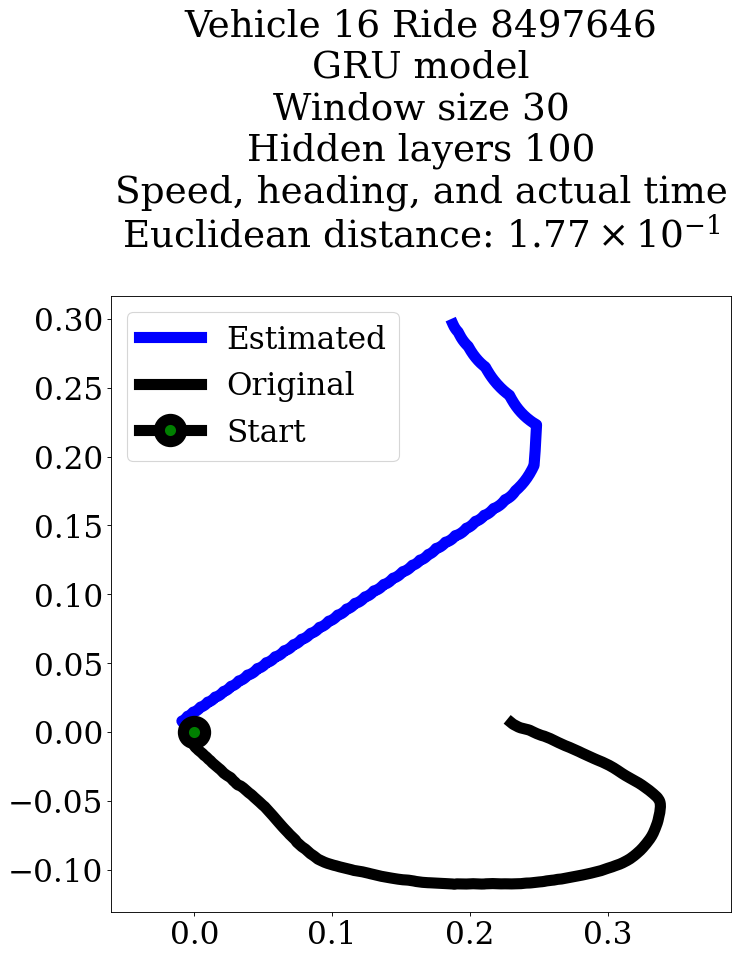 Vehicle 16 Ride 8497646
GRU model
Window size 30
Hidden layers 100
Speed, heading, and actual time
Euclidean distance: 1.77 × 10⁻¹
Estimated
Original
Start
0.30
0.25
0.20
0.15
0.10
0.05
0.00
−0.05
−0.10
0.0 0.1 0.2 0.3